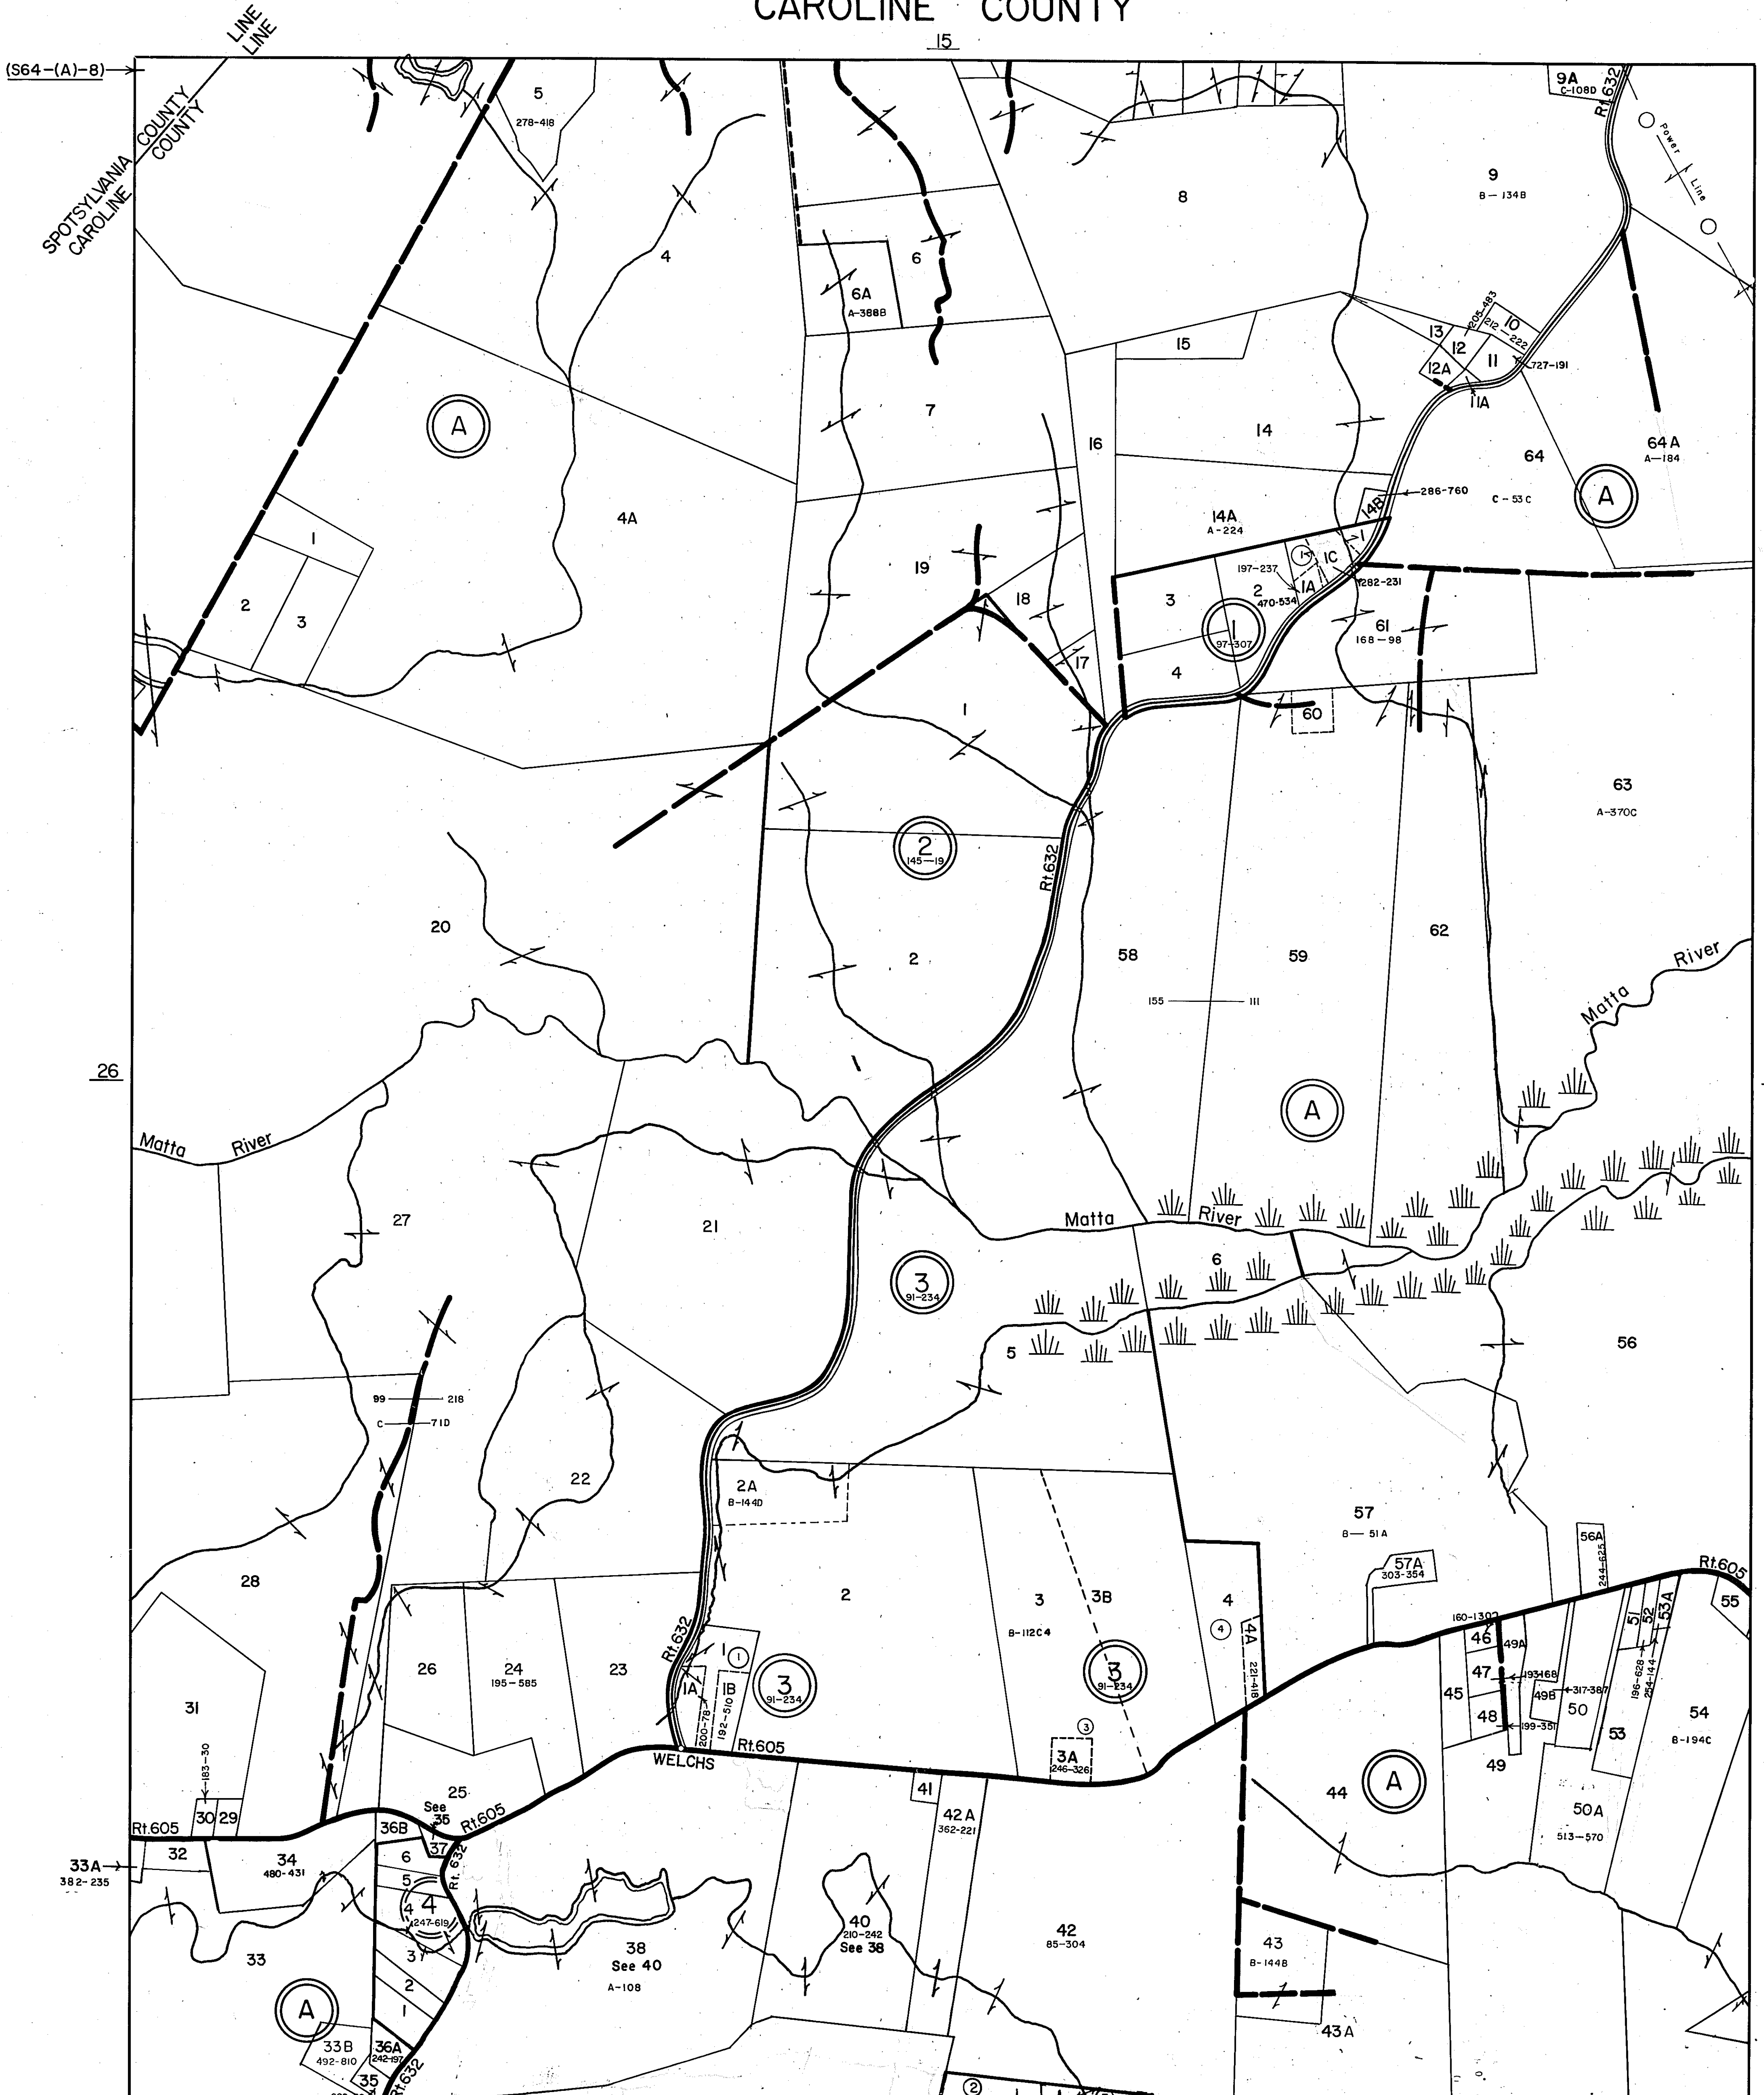 CAROLINE COUNTY
15
LINE
LINE
(S64-(A)-8)
COUNTY
COUNTY
SPOTSYLVANIA
CAROLINE
5
278-418
4
6
6A
A-388B
8
9A
C-108D
Rt.632
Power Line
9
B-134B
205-483
10
212-222
13
12
11
12A
727-191
11A
15
7
16
14
64
C-53C
64A
A-184
A
A
4A
286-760
14B
14A
A-224
1
2
3
19
18
17
1
1C
197-237
1A
282-231
2
470-534
3
1
97-307
4
61
168-98
60
1
63
A-370C
2
145-19
Rt.632
20
2
58
59
62
155
111
Matta River
26
A
Matta River
27
21
Matta River
6
3
91-234
5
56
99 218
C 71D
22
2A
B-144D
57
B-51A
56A
244-625
Rt.605
57A
303-354
55
28
2
3
B-112C4
3B
4
4
4A
221-418
160-130
46
49A
51
52
53A
26
24
195-585
23
Rt.632
1
1
1A
1B
200-78
192-510
3
91-234
3
91-234
47
193-168
45
49B
317-387
50
196-628
254-144
48
199-351
53
54
B-194C
31
183-30
WELCHS
Rt.605
3
3A
246-326
49
44
A
25
See
35
Rt.605
30
29
Rt.605
36B
37
41
42A
362-221
50A
513-570
32
34
480-431
33A
382-235
6
5
4
4
247-619
3
2
1
Rt. 632
33
38
See 40
A-108
40
210-242
See 38
42
85-304
43
B-144B
43A
A
33B
492-810
36A
242-197
35
Rt.632
2